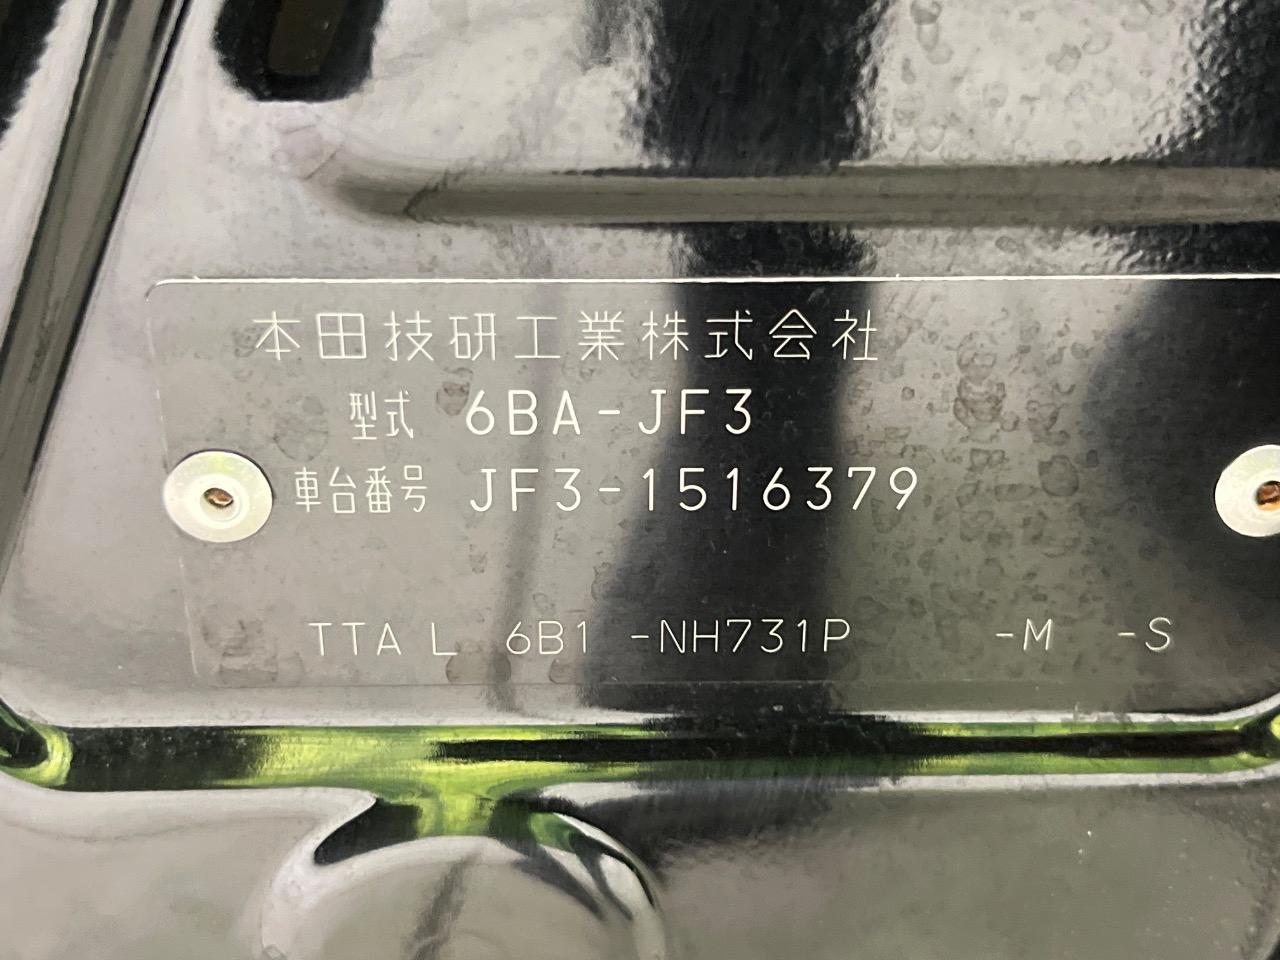 本田技研工業株式会社
型式 6BA-JF3
車台番号 JF3-1516379
TTA L 6B1 -NH731P -M -S